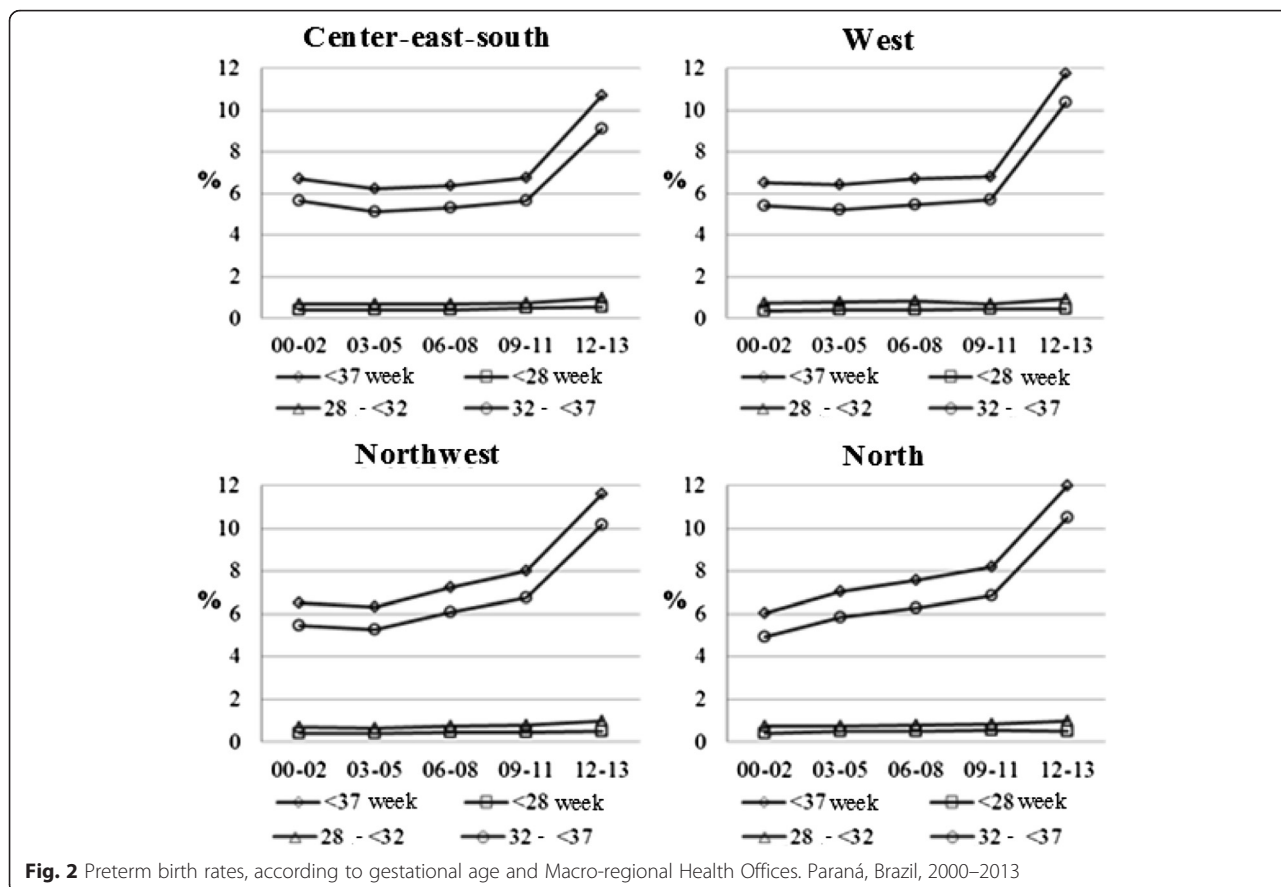 Center-east-south
12
10
8
%
6
4
2
0
00-02 03-05 06-08 09-11 12-13
<37 week <28 week
28 - <32 32 - <37
West
12
10
8
%
6
4
2
0
00-02 03-05 06-08 09-11 12-13
<37 week <28 week
28 - <32 32 - <37
Northwest
12
10
8
%
6
4
2
0
00-02 03-05 06-08 09-11 12-13
<37 week <28 week
28 - <32 32 - <37
North
12
10
8
%
6
4
2
0
00-02 03-05 06-08 09-11 12-13
<37 week <28 week
28 - <32 32 - <37
Fig. 2 Preterm birth rates, according to gestational age and Macro-regional Health Offices. Paraná, Brazil, 2000–2013